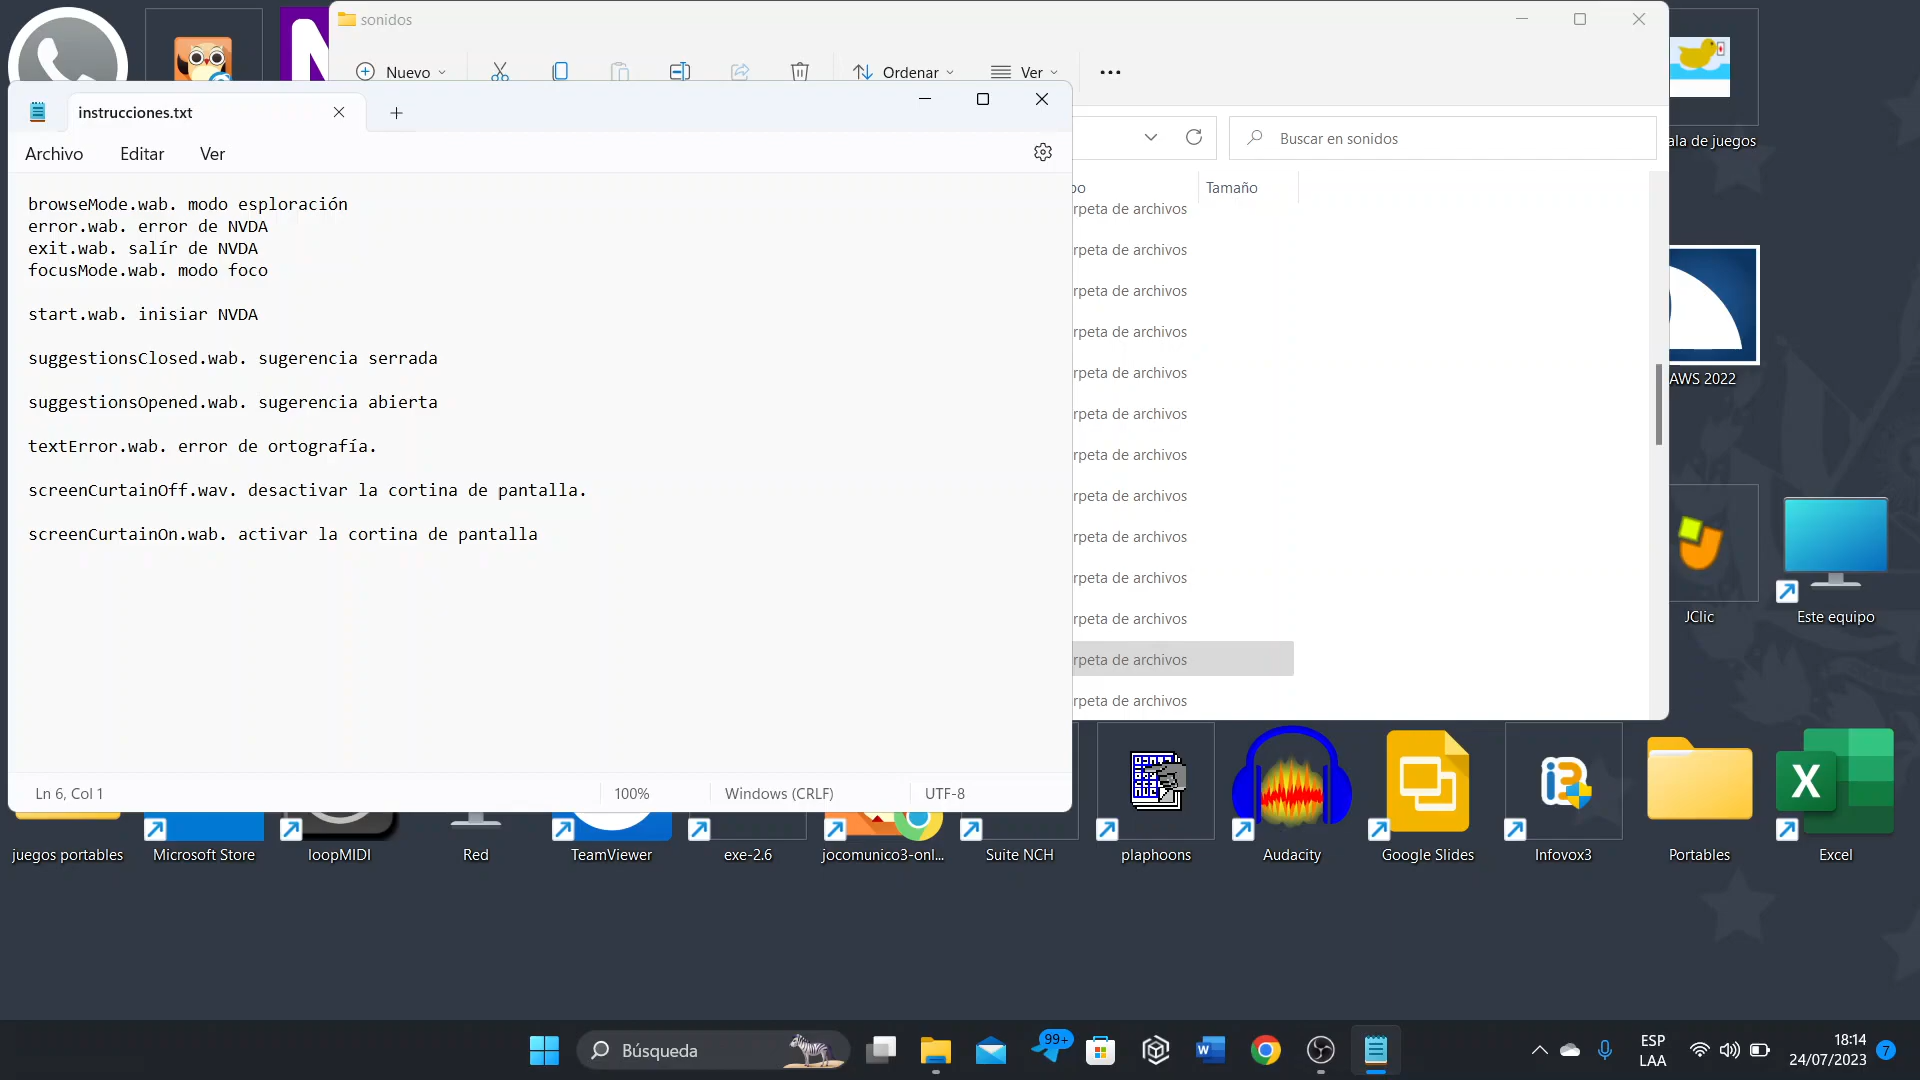 sonidos
Nuevo
Ordenar
Ver
instrucciones.txt
Archivo
Editar
Ver
Buscar en sonidos
ala de juegos
po
Tamaño
browseMode.wab. modo esploración
error.wab. error de NVDA
exit.wab. salír de NVDA
focusMode.wab. modo foco
start.wab. inisiar NVDA
suggestionsClosed.wab. sugerencia serrada
suggestionsOpened.wab. sugerencia abierta
textError.wab. error de ortografía.
screenCurtainOff.wav. desactivar la cortina de pantalla.
screenCurtainOn.wab. activar la cortina de pantalla
rpeta de archivos
rpeta de archivos
rpeta de archivos
rpeta de archivos
rpeta de archivos
rpeta de archivos
rpeta de archivos
rpeta de archivos
rpeta de archivos
rpeta de archivos
rpeta de archivos
rpeta de archivos
rpeta de archivos
AWS 2022
JClic
Este equipo
Ln 6, Col 1
100%
Windows (CRLF)
UTF-8
juegos portables
Microsoft Store
loopMIDI
Red
TeamViewer
exe-2.6
jocomunico3-onl...
Suite NCH
plaphoons
Audacity
Google Slides
Infovox3
Portables
Excel
Búsqueda
99+
ESP
LAA
18:14
24/07/2023
7